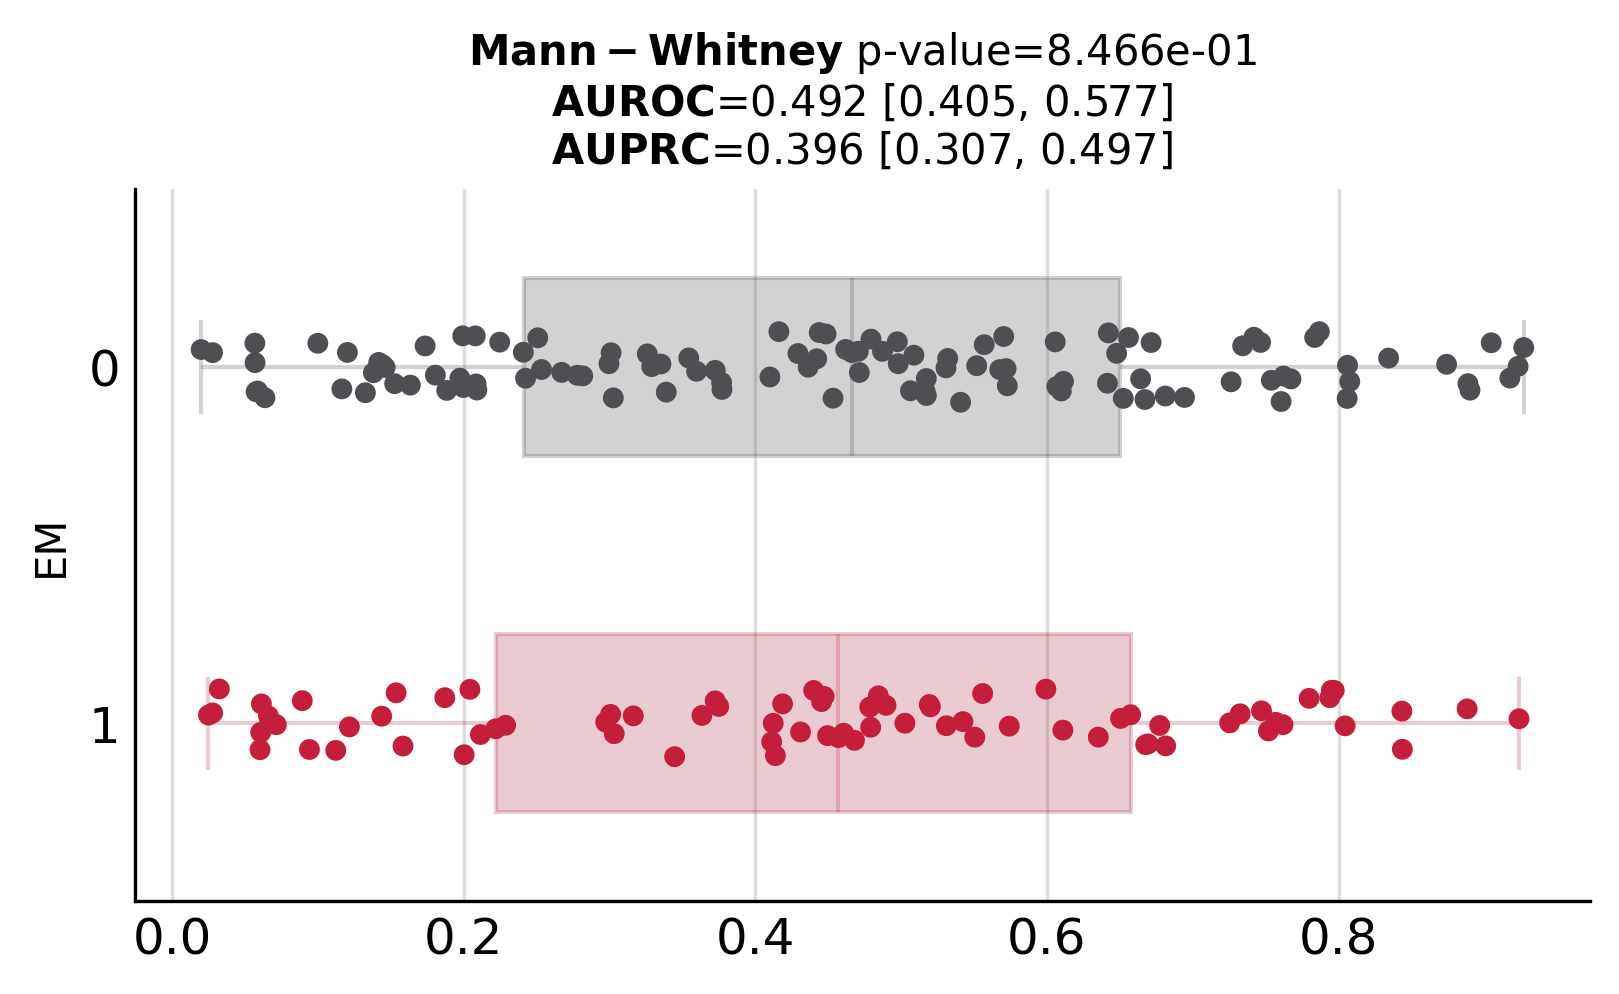 Mann − Whitney p-value=8.466e-01
AUROC=0.492 [0.405, 0.577]
AUPRC=0.396 [0.307, 0.497]
0
EM
1
0.0 0.2 0.4 0.6 0.8